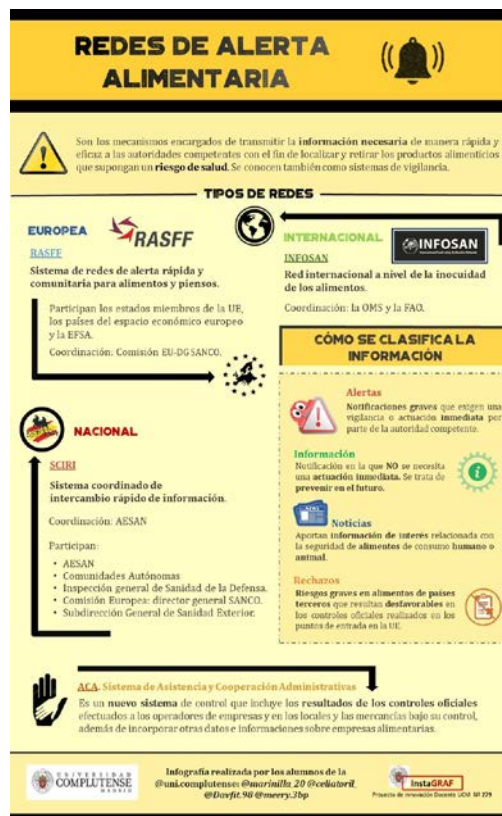 REDES DE ALERTA
ALIMENTARIA
Son los mecanismos encargados de transmitir la información necesaria de manera rápida y
eficaz a las autoridades competentes con el fin de localizar y retirar los productos alimenticios
que supongan un riesgo de salud. Se conocen también como sistemas de vigilancia.
TIPOS DE REDES
EUROPEA
RASFF
RASFF
Sistema de redes de alerta rápida y
comunitaria para alimentos y piensos.
Participan los estados miembros de la UE,
los países del espacio económico europeo
y la EFSA.
Coordinación: Comisión EU-DGSANCO.
INTERNACIONAL
INFOSAN
INFOSAN
Red internacional a nivel de la inocuidad
de los alimentos.
Coordinación: la OMS y la FAO.
NACIONAL
SCIRI
Sistema coordinado de
intercambio rápido de información.
Coordinación: AESAN
Participan:
• AESAN
• Comunidades Autónomas
• Inspección general de Sanidad de la Defensa.
• Comisión Europea: director general SANCO.
• Subdirección General de Sanidad Exterior.
CÓMO SE CLASIFICA LA
INFORMACIÓN
Alertas
Notificaciones graves que exigen una
vigilancia o actuación inmediata por
parte de la autoridad competente.
Información
Notificación en la que NO se necesita
una actuación inmediata. Se trata de
prevenir en el futuro.
NEWS
Noticias
Aportan información de interés relacionada con
la seguridad de alimentos de consumo humano o
animal.
Rechazos
Riesgos graves en alimentos de países
terceros que resultan desfavorables en
los controles oficiales realizados en los
puntos de entrada en la UE.
ACA. Sistema de Asistencia y Cooperación Administrativas
Es un nuevo sistema de control que incluye los resultados de los controles oficiales
efectuados a los operadores de empresas y en los locales y las mercancías bajo su control,
además de incorporar otras datos e informaciones sobre empresas alimentarias.
UNIVERSIDAD
COMPLUTENSE
MADRID
Infografía realizada por los alumnos de la
@uni.complutense: @marinilla_20 @celiatoril_
@Davfit.98 @meery.3bp
InstaGRAF
Proyecto de Innovación Docente UCM Nº 279